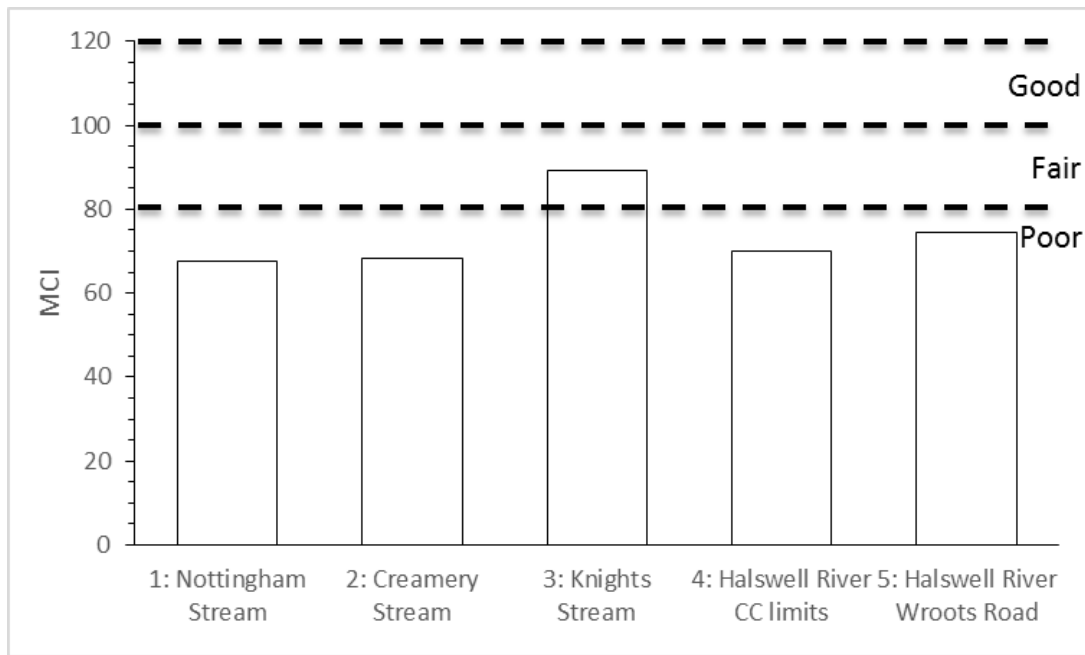 120
Good
100
Fair
80
Poor
60
40
20
0
MCI
1: Nottingham
Stream
2: Creamery
Stream
3: Knights
Stream
4: Halswell River
CC limits
5: Halswell River
Wroots Road